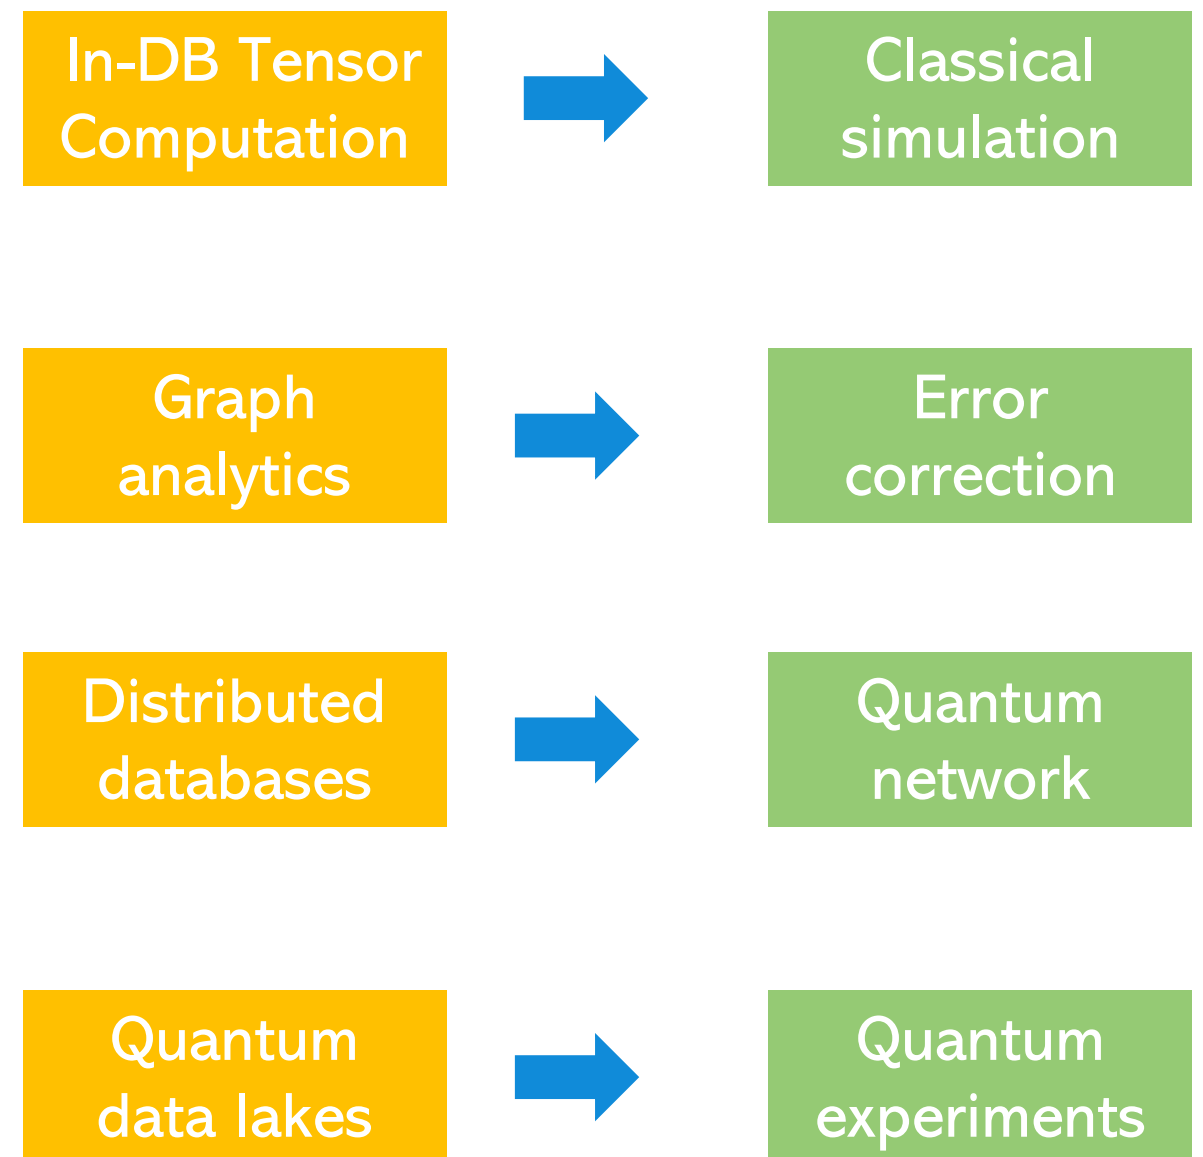 In-DB Tensor
Computation
Classical
simulation
Graph
analytics
Error
correction
Distributed
databases
Quantum
network
Quantum
data lakes
Quantum
experiments